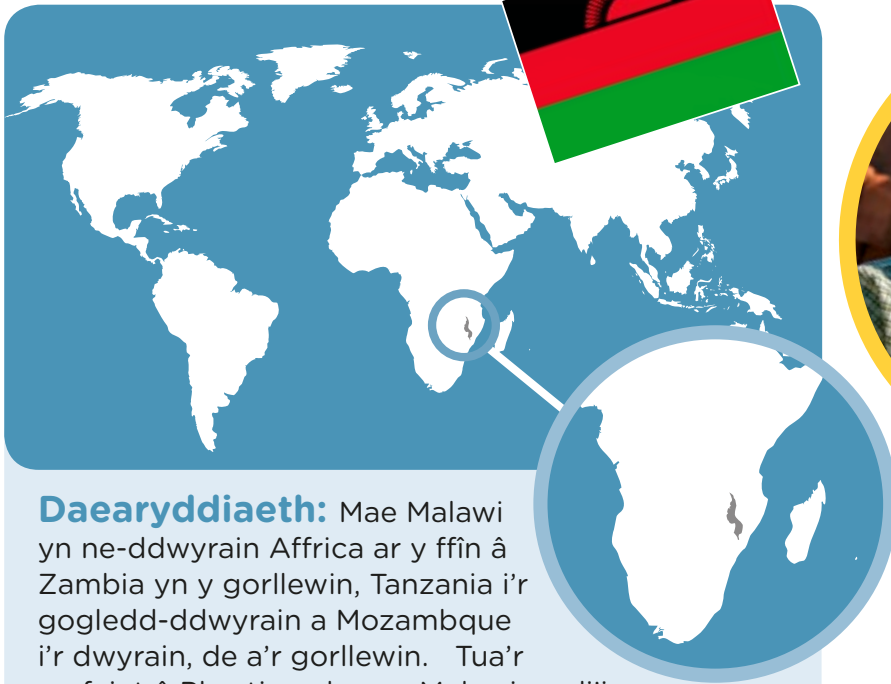 Daearyddiaeth: Mae Malawi
yn ne-ddwyrain Affrica ar y ffîn â
Zambia yn y gorllewin, Tanzania i'r
gogledd-ddwyrain a Mozambque
i'r dwyrain, de a'r gorllewin. Tua'r